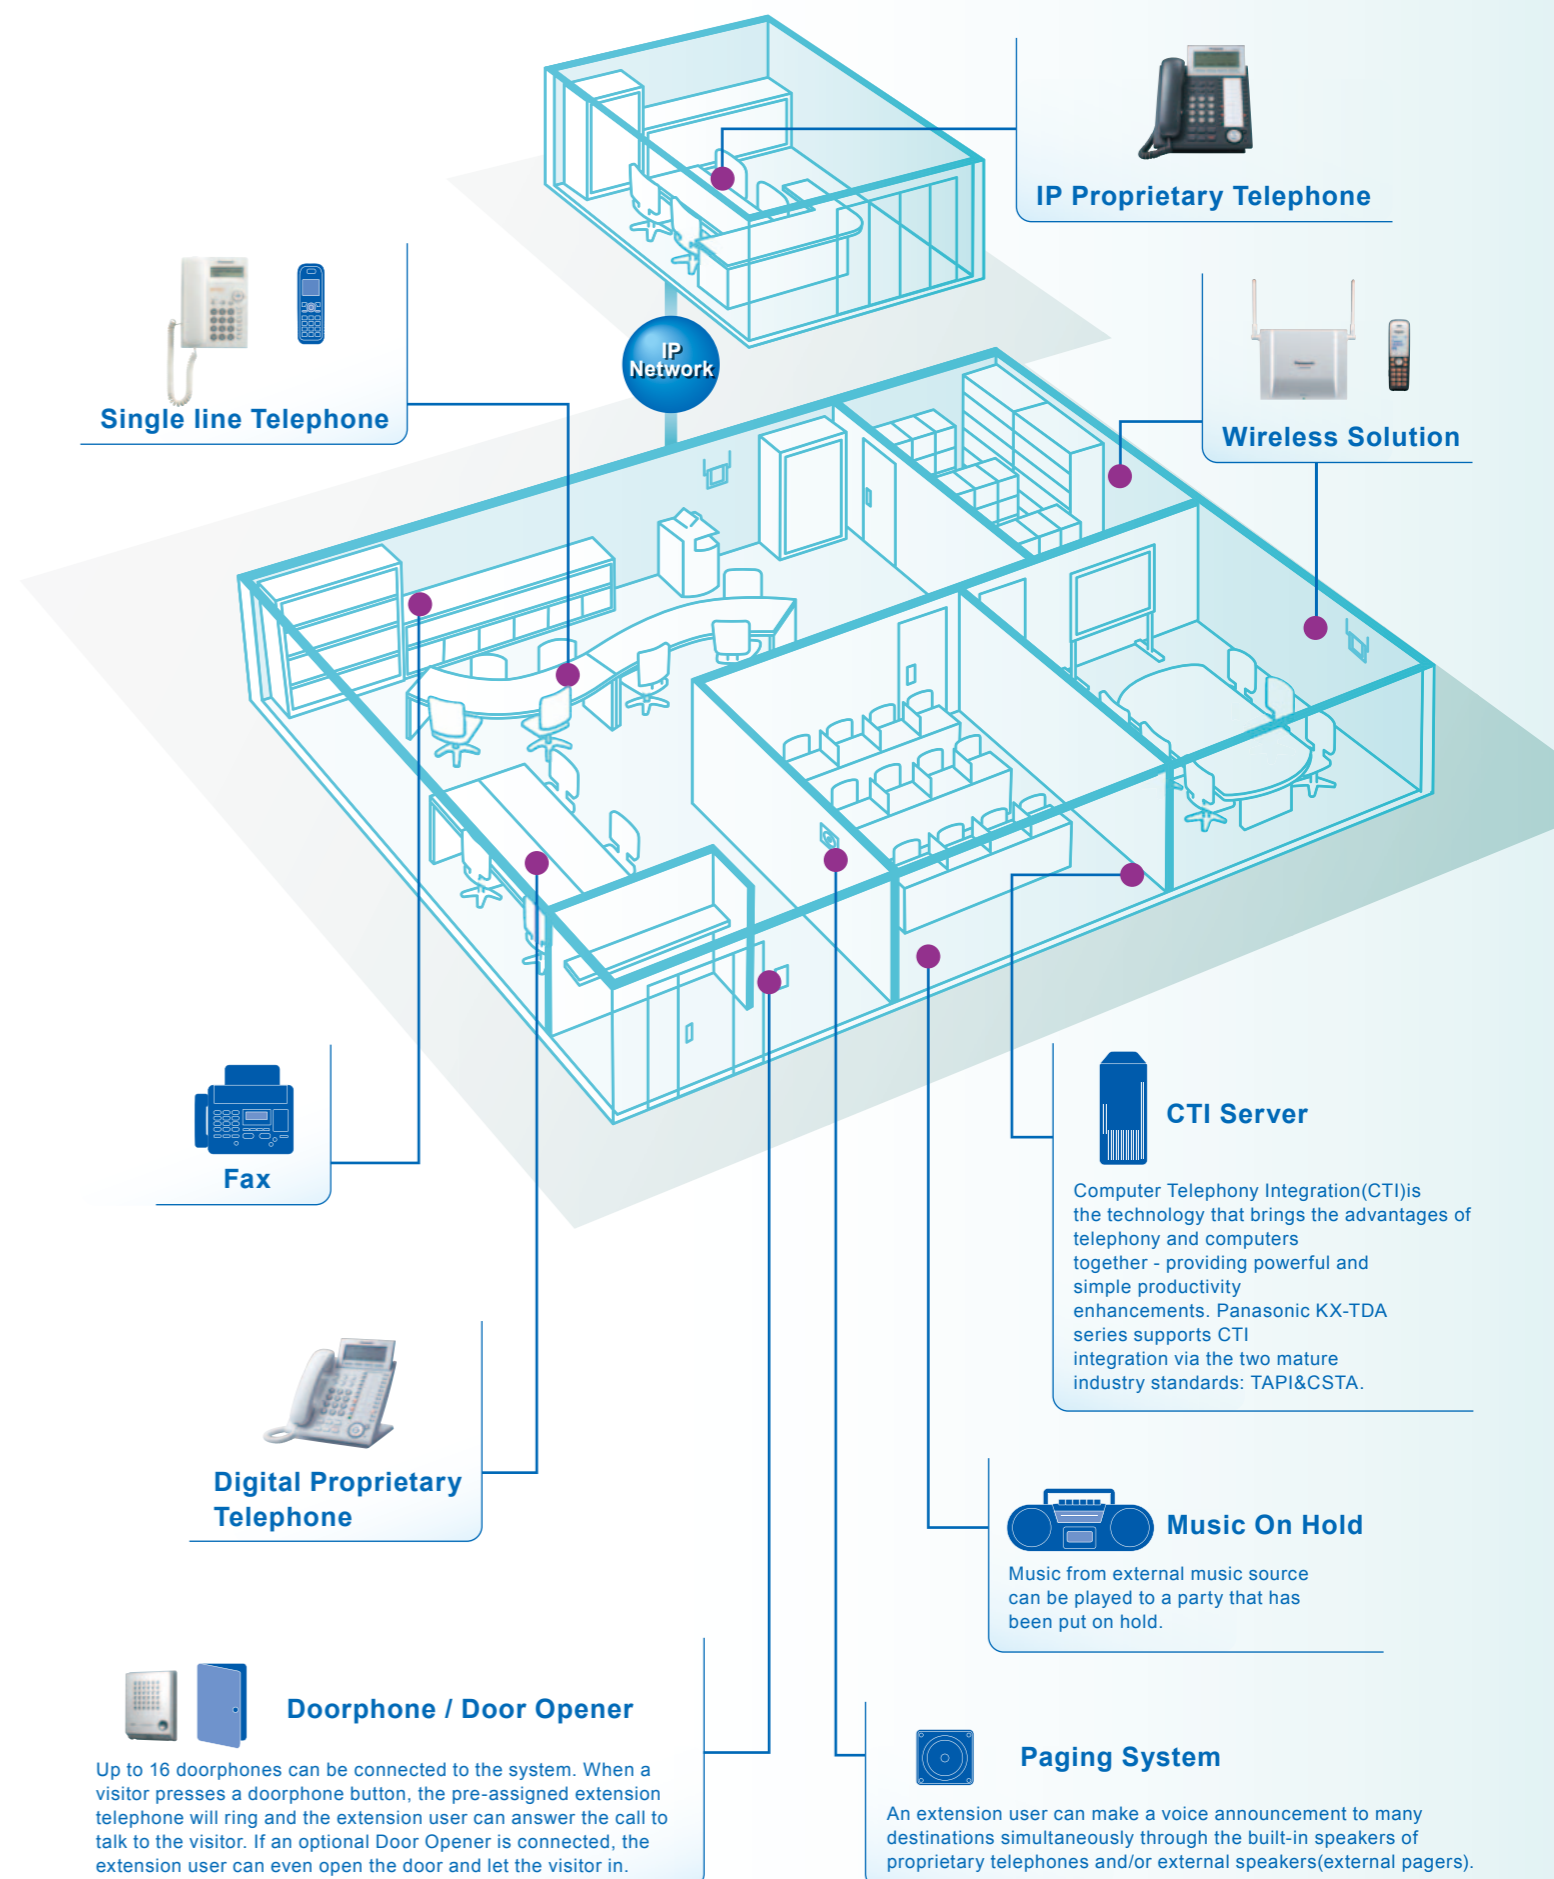 IP Proprietary Telephone
Single line Telephone
IP
Network
Wireless Solution
Fax
CTI Server
Computer Telephony Integration(CTI)is
the technology that brings the advantages of
telephony and computers
together - providing powerful and
simple productivity
enhancements. Panasonic KX-TDA
series supports CTI
integration via the two mature
industry standards: TAPI&CSTA.
Digital Proprietary
Telephone
Music On Hold
Music from external music source
can be played to a party that has
been put on hold.
Doorphone / Door Opener
Up to 16 doorphones can be connected to the system. When a
visitor presses a doorphone button, the pre-assigned extension
telephone will ring and the extension user can answer the call to
talk to the visitor. If an optional Door Opener is connected, the
extension user can even open the door and let the visitor in.
Paging System
An extension user can make a voice announcement to many
destinations simultaneously through the built-in speakers of
proprietary telephones and/or external speakers(external pagers).